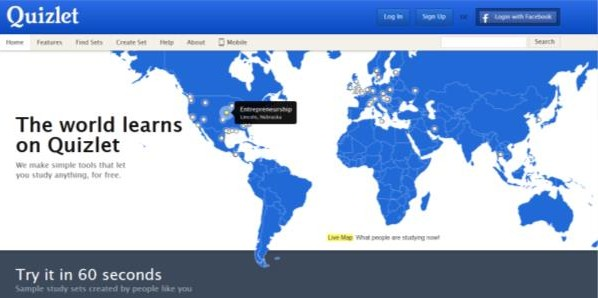 Quizlet
Log In Sign Up or Login with Facebook
Home Features Find Sets Create Set Help About Mobile Search
Entrepreneurship
Lincoln, Nebraska
The world learns
on Quizlet
We make simple tools that let
you study anything, for free.
Live Map What people are studying now!
Try it in 60 seconds
Sample study sets created by people like you